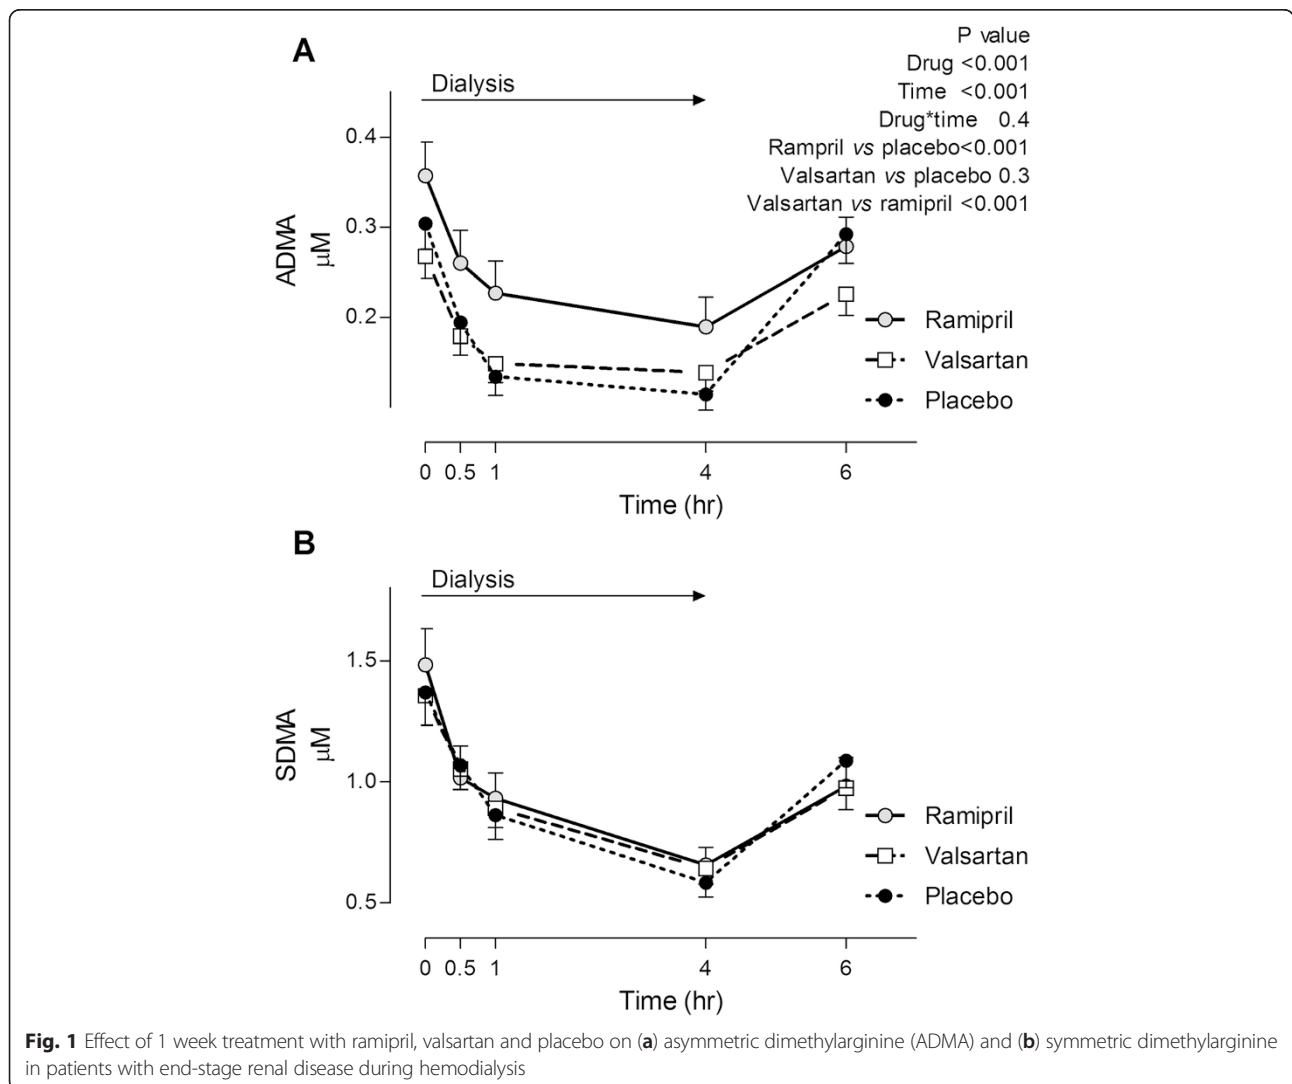 A
P value
Drug <0.001
Dialysis
Time <0.001
Drug*time 0.4
0.4
Rampril vs placebo<0.001
Valsartan vs placebo 0.3
Valsartan vs ramipril <0.001
0.3
ADMA
µM
0.2
Ramipril
Valsartan
Placebo
0 0.5 1 4 6
Time (hr)
B
Dialysis
1.5
SDMA
µM
1.0
Ramipril
Valsartan
Placebo
0.5
0 0.5 1 4 6
Time (hr)
Fig. 1 Effect of 1 week treatment with ramipril, valsartan and placebo on (a) asymmetric dimethylarginine (ADMA) and (b) symmetric dimethylarginine
in patients with end-stage renal disease during hemodialysis